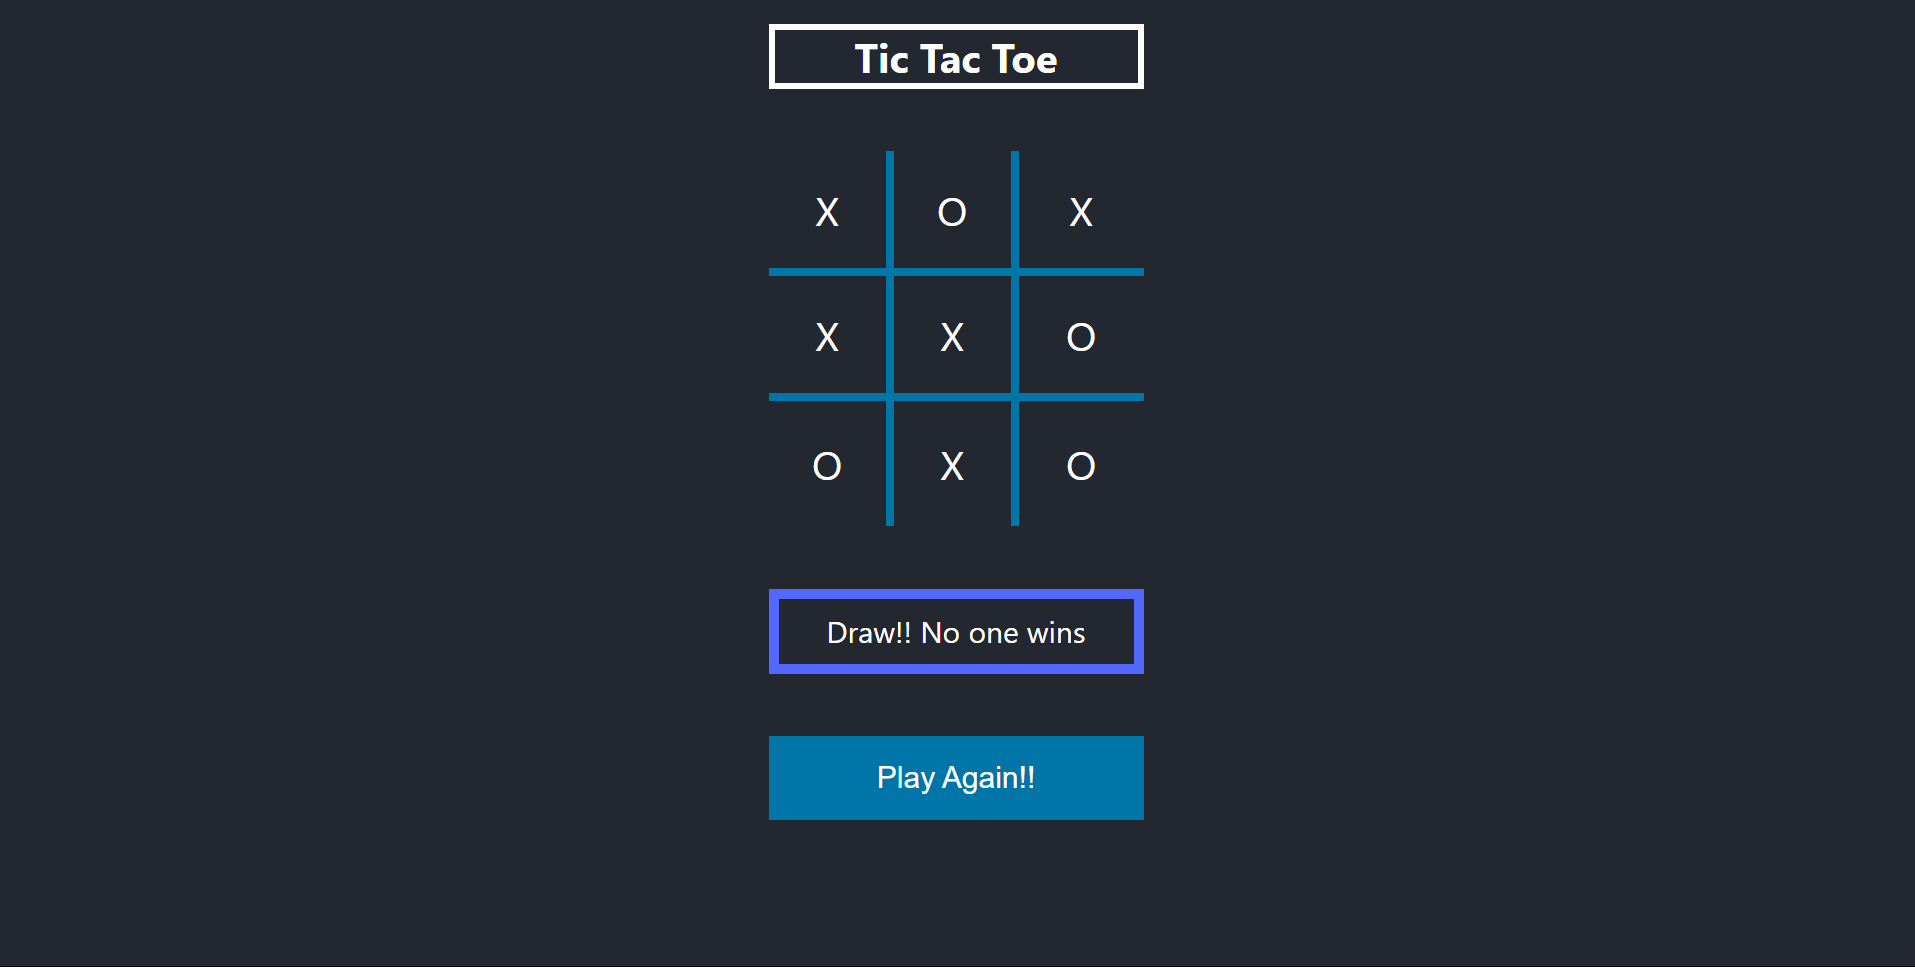 Tic Tac Toe
X O X
X X O
O X O
Draw!! No one wins
Play Again!!